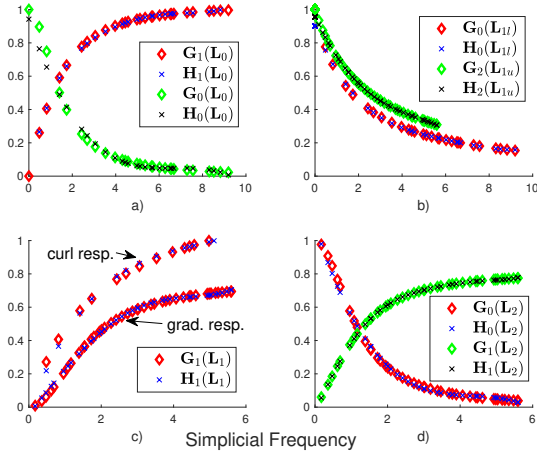 1
0.8
0.6
0.4
0.2
0
0 2 4 6 8 10
G₁(L₀)
H₁(L₀)
G₀(L₀)
H₀(L₀)
a)
1
0.8
0.6
0.4
0.2
0
0 2 4 6 8 10
G₀(L₁ₗ)
H₀(L₁ₗ)
G₂(L₁ᵤ)
H₂(L₁ᵤ)
b)
1
0.8
0.6
0.4
0.2
0
0 2 4 6
curl resp.
grad. resp.
G₁(L₁)
H₁(L₁)
c)
1
0.8
0.6
0.4
0.2
0
0 2 4 6
G₀(L₂)
H₀(L₂)
G₁(L₂)
H₁(L₂)
d)
Simplicial Frequency